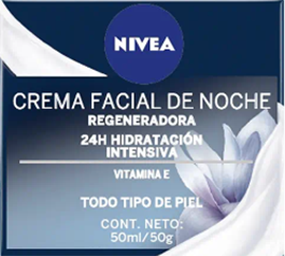 NIVEA
CREMA FACIAL DE NOCHE
REGENERADORA
24H HIDRATACIÓN
INTENSIVA
VITAMINA E
TODO TIPO DE PIEL
CONT. NETO:
50ml/50g